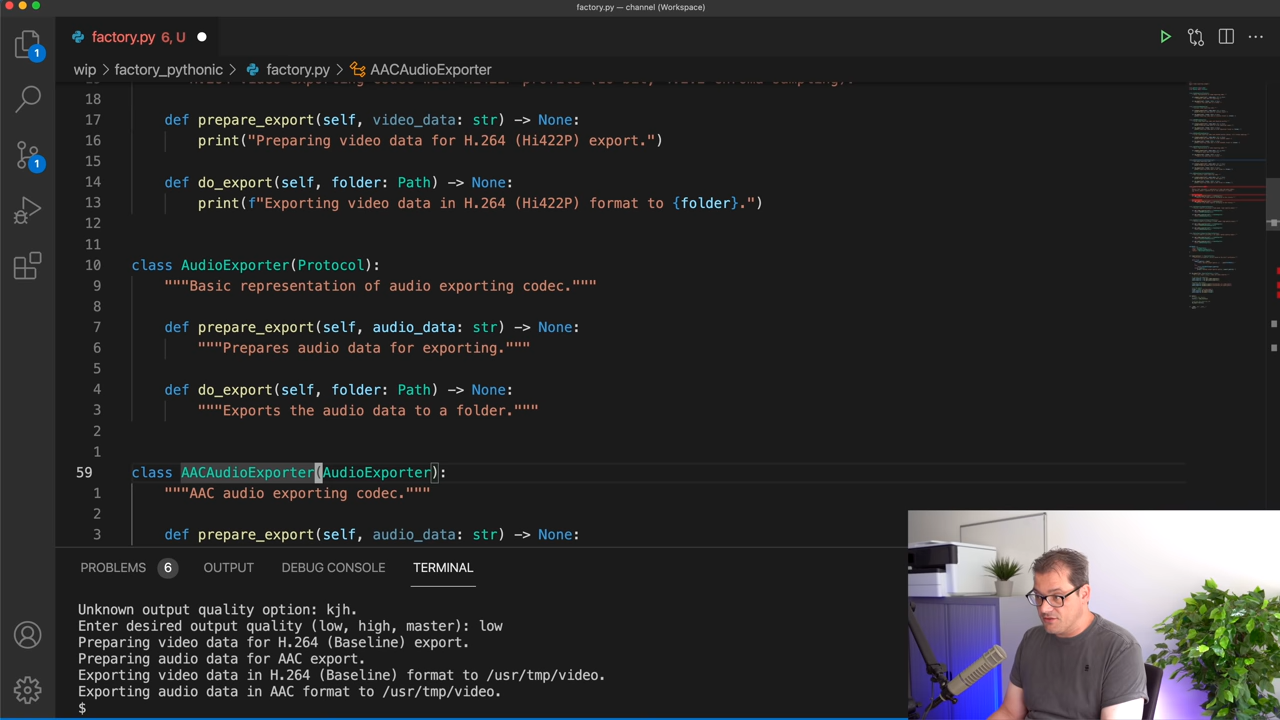 factory.py — channel (Workspace)
factory.py 6, U
wip > factory_pythonic > factory.py > AACAudioExporter
18
17 def prepare_export(self, video_data: str) -> None:
16 print("Preparing video data for H.264 (Hi422P) export.")
15
14 def do_export(self, folder: Path) -> None:
13 print(f"Exporting video data in H.264 (Hi422P) format to {folder}.")
12
11
10 class AudioExporter(Protocol):
9 """Basic representation of audio exporting codec."""
8
7 def prepare_export(self, audio_data: str) -> None:
6 """Prepares audio data for exporting."""
5
4 def do_export(self, folder: Path) -> None:
3 """Exports the audio data to a folder."""
2
1
59 class AACAudioExporter(AudioExporter):
1 """AAC audio exporting codec."""
2
3 def prepare_export(self, audio_data: str) -> None:
PROBLEMS 6 OUTPUT DEBUG CONSOLE TERMINAL
Unknown output quality option: kjh.
Enter desired output quality (low, high, master): low
Preparing video data for H.264 (Baseline) export.
Preparing audio data for AAC export.
Exporting video data in H.264 (Baseline) format to /usr/tmp/video.
Exporting audio data in AAC format to /usr/tmp/video.
$
1
1